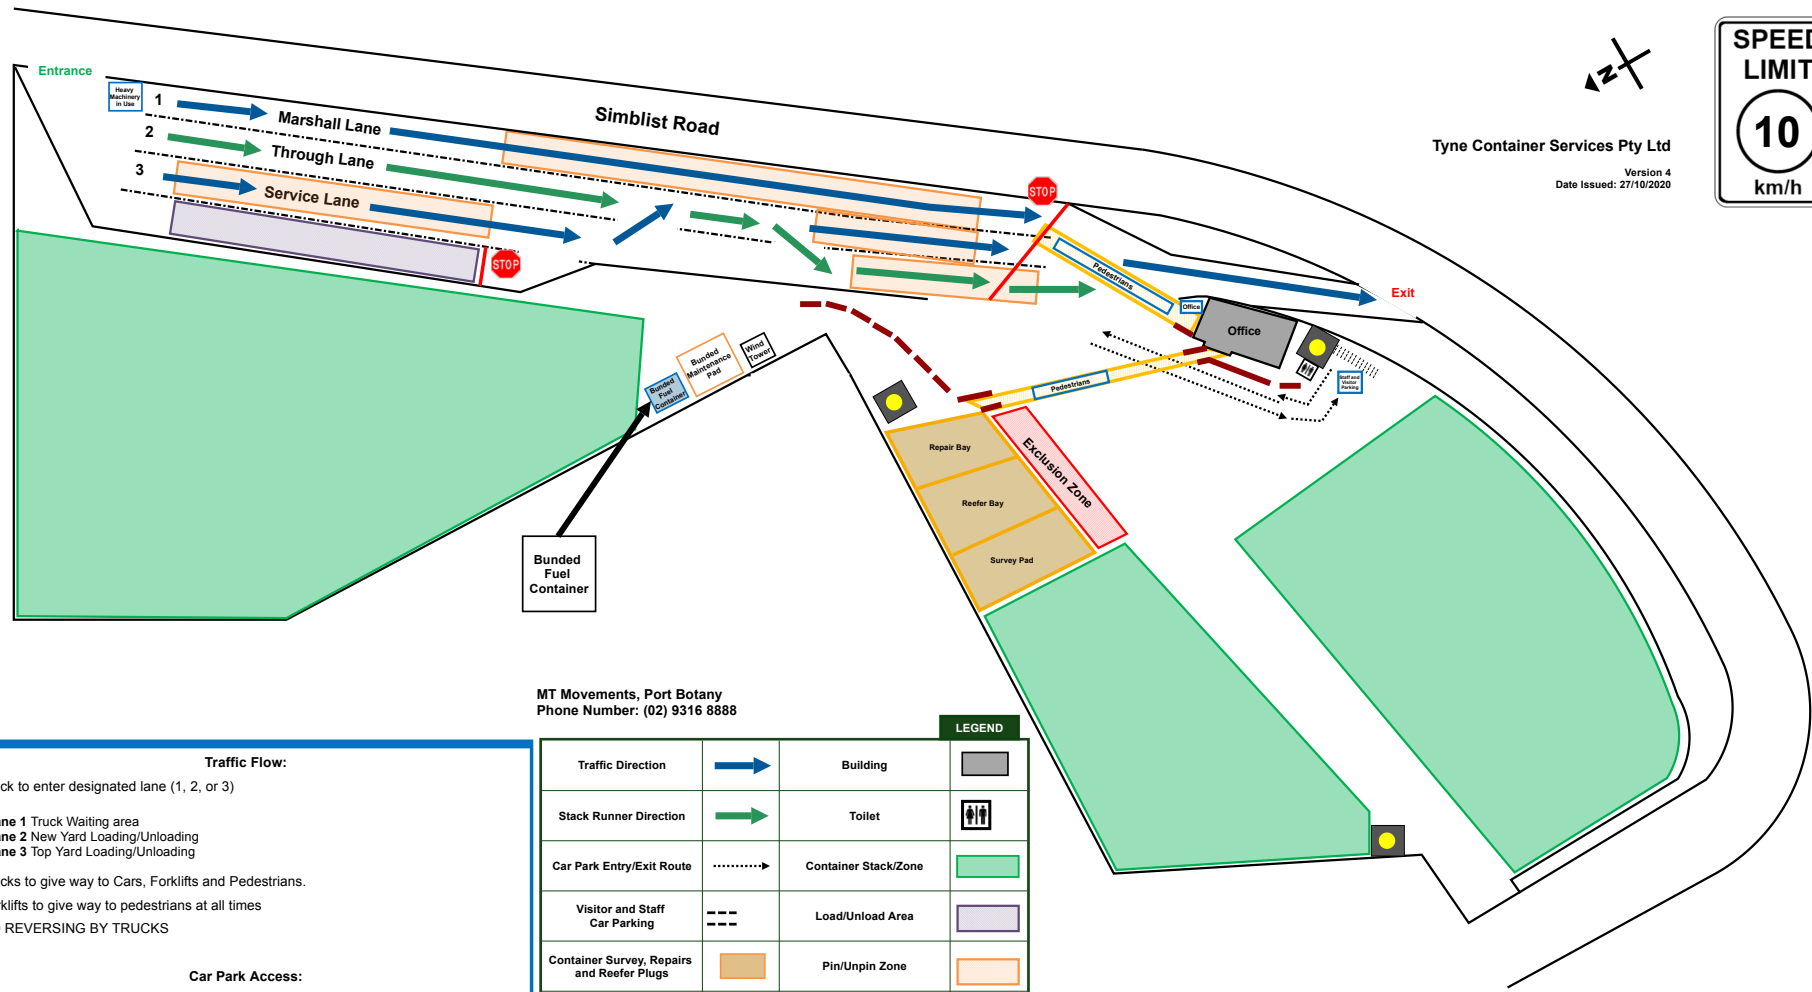 Entrance
Heavy
Machinery
in Use
1
Marshall Lane
2
Through Lane
3
Service Lane
Simblist Road
STOP
STOP
N
SPEED
LIMIT
10
km/h
Tyne Container Services Pty Ltd
Version 4
Date Issued: 27/10/2020
Pedestrians
Exit
Office
Office
Staff and
Visitor
Parking
Pedestrians
Wind
Tower
Bunded
Maintenance
Pad
Bunded
Fuel
Container
Repair Bay
Reefer Bay
Survey Pad
Exclusion Zone
Bunded
Fuel
Container
MT Movements, Port Botany
Phone Number: (02) 9316 8888
LEGEND
Traffic Direction
Building
Stack Runner Direction
Toilet
Car Park Entry/Exit Route
Container Stack/Zone
Visitor and Staff
Car Parking
Load/Unload Area
Container Survey, Repairs
and Reefer Plugs
Pin/Unpin Zone
Traffic Flow:
ck to enter designated lane (1, 2, or 3)
ane 1 Truck Waiting area
ane 2 New Yard Loading/Unloading
ane 3 Top Yard Loading/Unloading
cks to give way to Cars, Forklifts and Pedestrians.
klifts to give way to pedestrians at all times
REVERSING BY TRUCKS
Car Park Access: